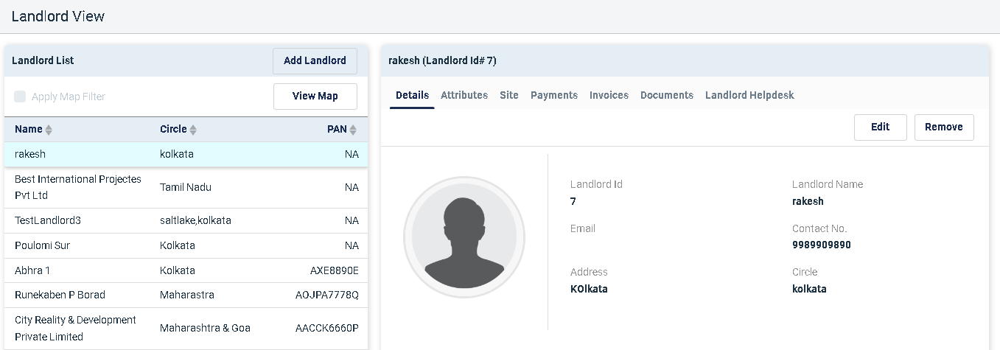 Landlord View
Landlord List
Add Landlord
Apply Map Filter
View Map
Name Circle PAN
rakesh kolkata NA
Best International Projectes
Pvt Ltd
Tamil Nadu NA
TestLandlord3 saltlake,kolkata NA
Poulomi Sur Kolkata NA
Abhra 1 Kolkata AXE8890E
Runekaben P Borad Maharastra AOJPA7778Q
City Reality & Development
Private Limited
Maharashtra & Goa AACCK6660P
rakesh (Landlord Id# 7)
Details Attributes Site Payments Invoices Documents Landlord Helpdesk
Edit Remove
Landlord Id
7
Landlord Name
rakesh
Email
Contact No.
9989909890
Address
KOlkata
Circle
kolkata